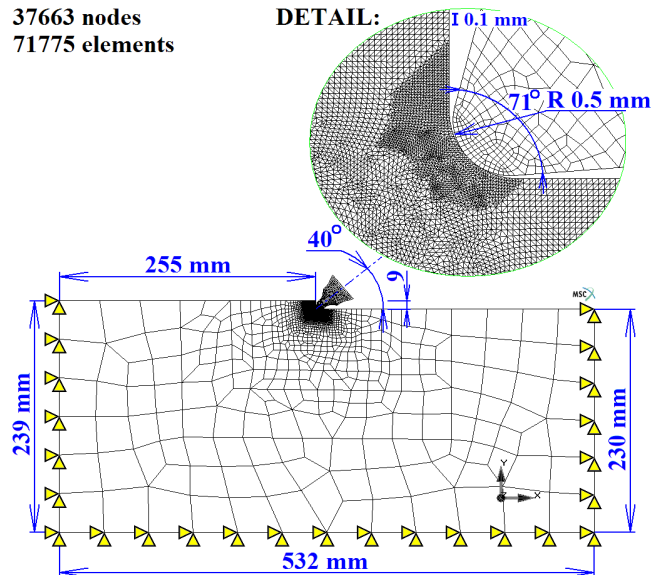 37663 nodes
71775 elements
DETAIL:
I 0.1 mm
71° R 0.5 mm
40°
255 mm
9
MSC X
239 mm
230 mm
Y
Z X
532 mm